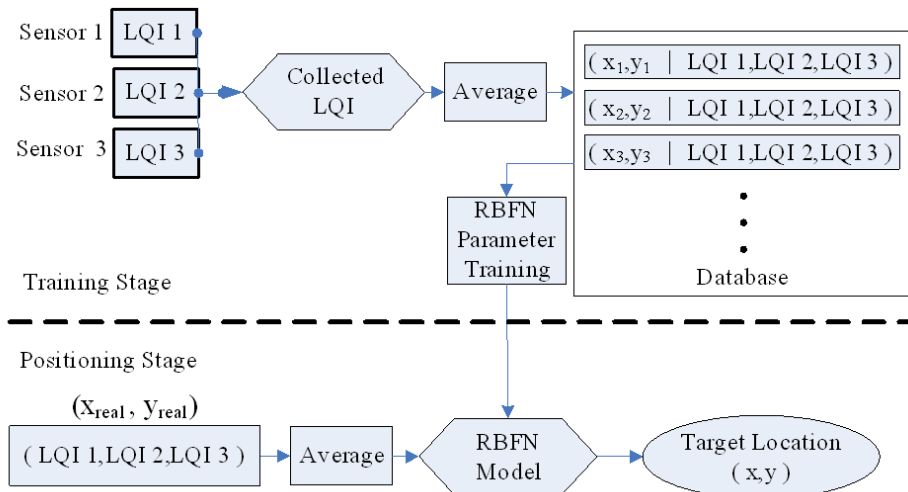 Sensor 1
LQI 1
Sensor 2
LQI 2
Sensor 3
LQI 3
Collected
LQI
Average
( x1,y1 | LQI 1,LQI 2,LQI 3 )
( x2,y2 | LQI 1,LQI 2,LQI 3 )
( x3,y3 | LQI 1,LQI 2,LQI 3 )
Database
RBFN
Parameter
Training
Training Stage
Positioning Stage
(xreal , yreal)
( LQI 1,LQI 2,LQI 3 )
Average
RBFN
Model
Target Location
( x,y )